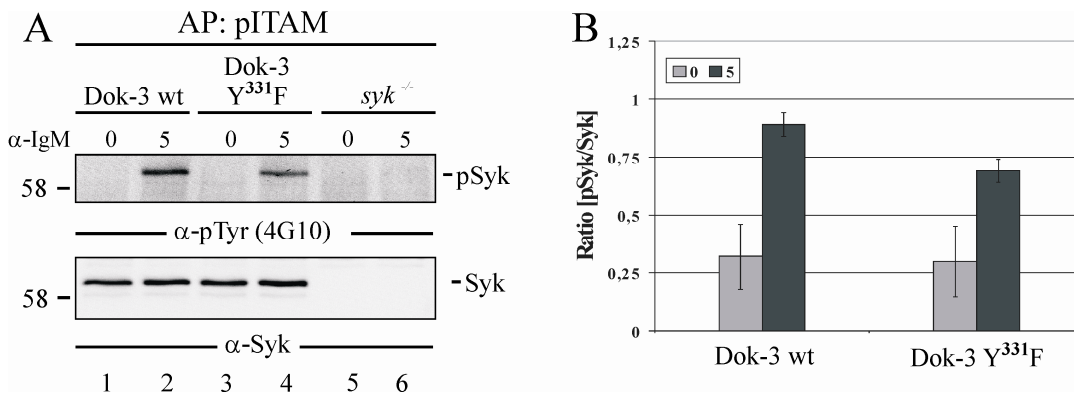 A
AP: pITAM
Dok-3 wt
Dok-3
Y331F
syk -/-
α-IgM 0 5 0 5 0 5
58
-pSyk
α-pTyr (4G10)
58
-Syk
α-Syk
1 2 3 4 5 6
B
Ratio [pSyk/Syk]
1,25
1
0,75
0,5
0,25
0
0 5
Dok-3 wt
Dok-3 Y331F